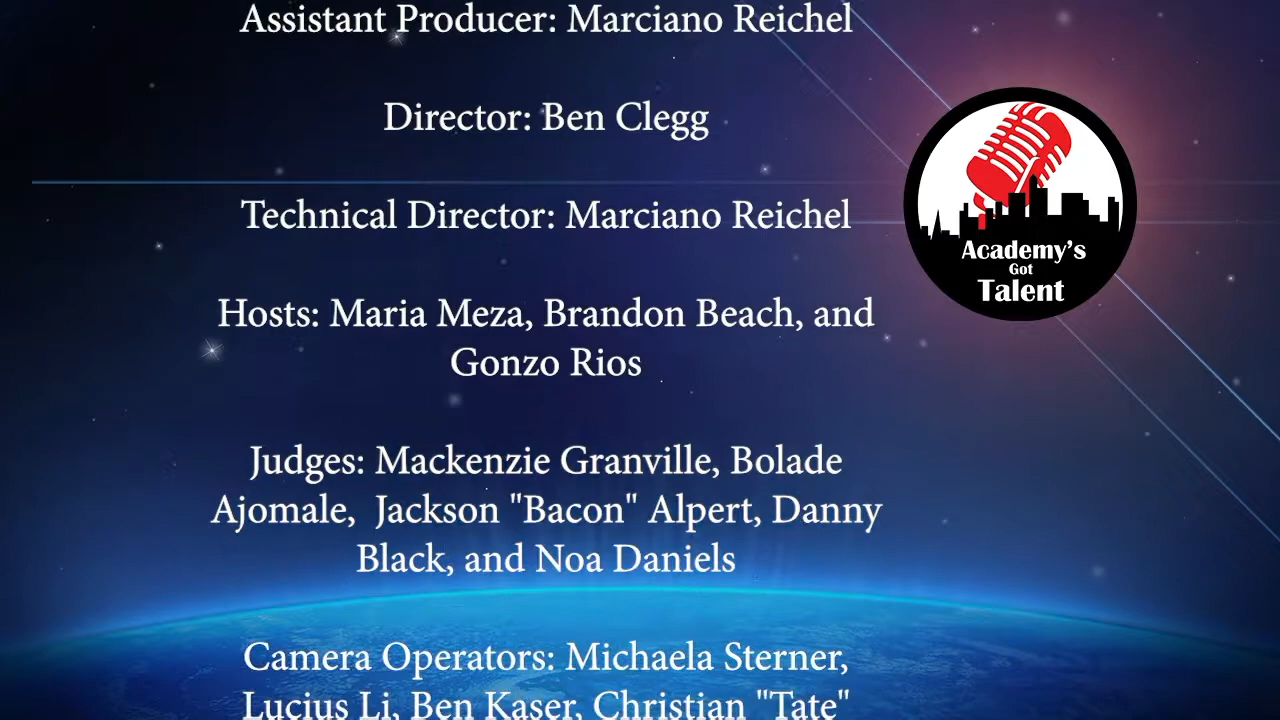 Assistant Producer: Marciano Reichel
Director: Ben Clegg
Technical Director: Marciano Reichel
Hosts: Maria Meza, Brandon Beach, and
Gonzo Rios
Judges: Mackenzie Granville, Bolade
Ajomale,  Jackson "Bacon" Alpert, Danny
Black, and Noa Daniels
Camera Operators: Michaela Sterner,
Lucius Li, Ben Kaser, Christian "Tate"
Academy's
Got
Talent